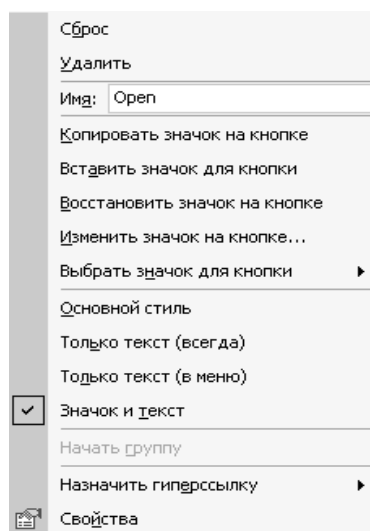 Сброс
Удалить
Имя: Open
Копировать значок на кнопке
Вставить значок для кнопки
Восстановить значок на кнопке
Изменить значок на кнопке...
Выбрать значок для кнопки
Основной стиль
Только текст (всегда)
Только текст (в меню)
Значок и текст
Начать группу
Назначить гиперссылку
Свойства